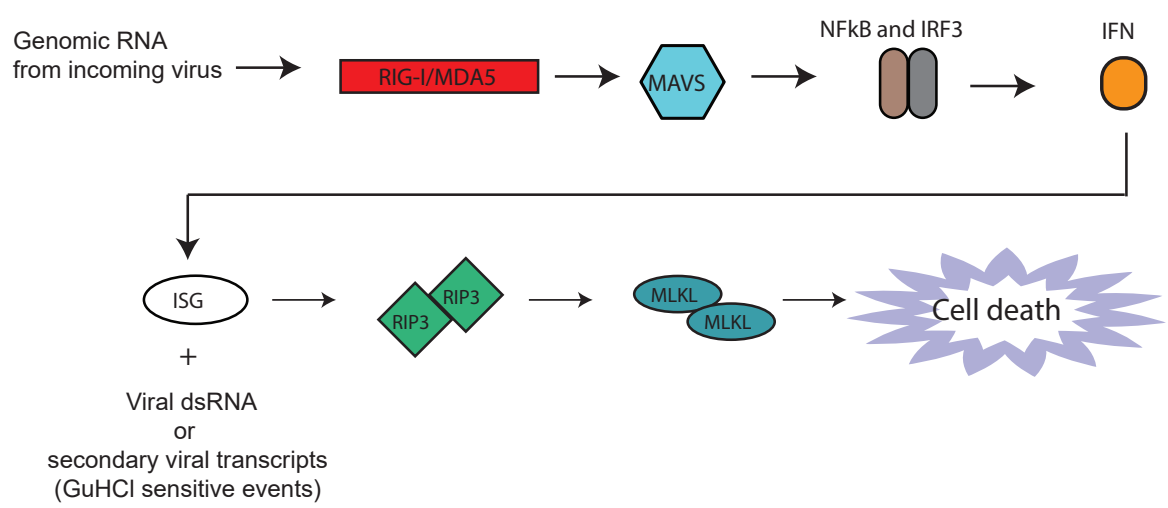 Genomic RNA
from incoming virus
RIG-I/MDA5
MAVS
NFkB and IRF3
IFN
ISG
RIP3
RIP3
MLKL
MLKL
Cell death
+
Viral dsRNA
or
secondary viral transcripts
(GuHCl sensitive events)